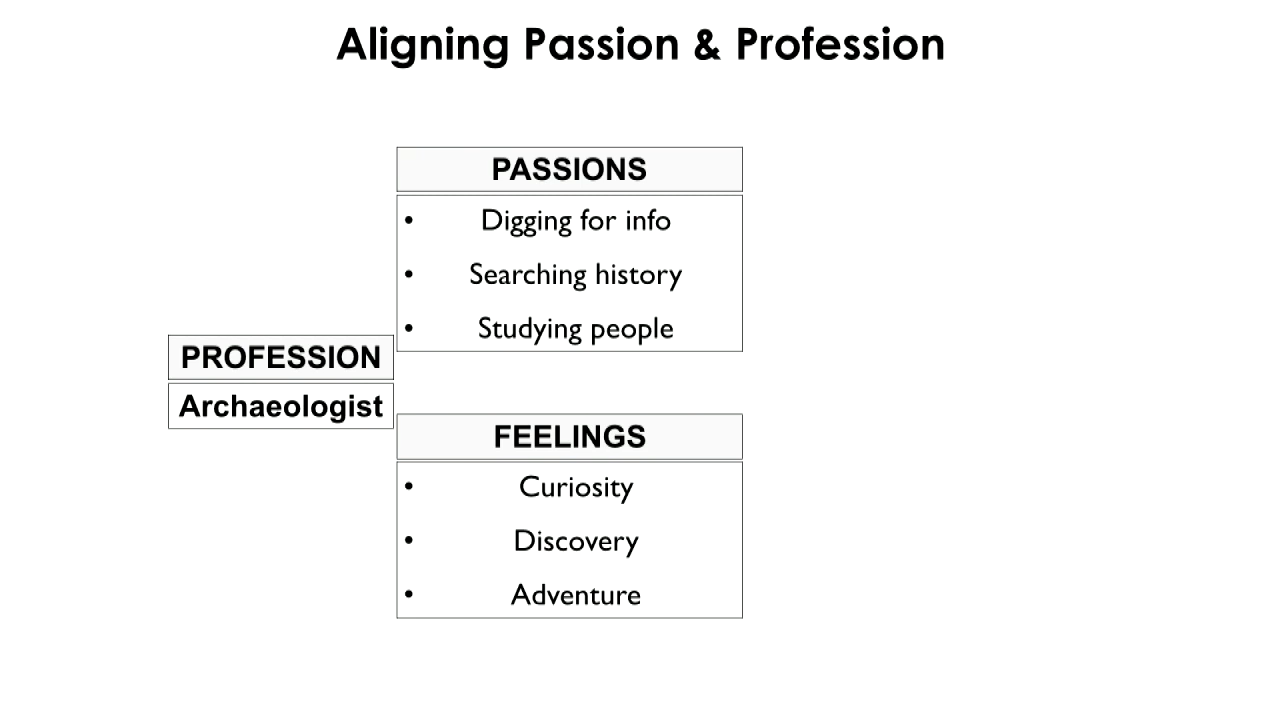 Aligning Passion & Profession
PASSIONS
• Digging for info
• Searching history
• Studying people
PROFESSION
Archaeologist
FEELINGS
• Curiosity
• Discovery
• Adventure